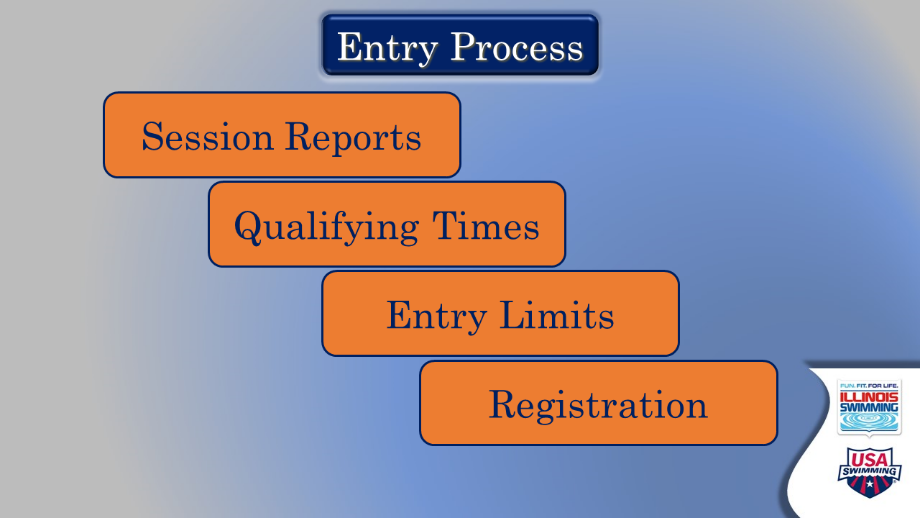 Entry Process
Session Reports
Qualifying Times
Entry Limits
Registration
FUN. FIT. FOR LIFE.
ILLINOIS
SWIMMING
USA
SWIMMING